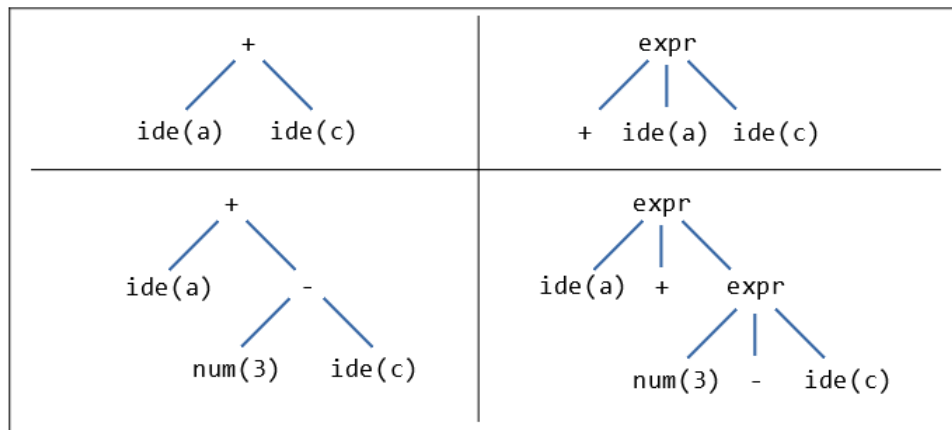 +
ide(a) ide(c)
expr
+ ide(a) ide(c)
+
ide(a) -
num(3) ide(c)
expr
ide(a) + expr
num(3) - ide(c)